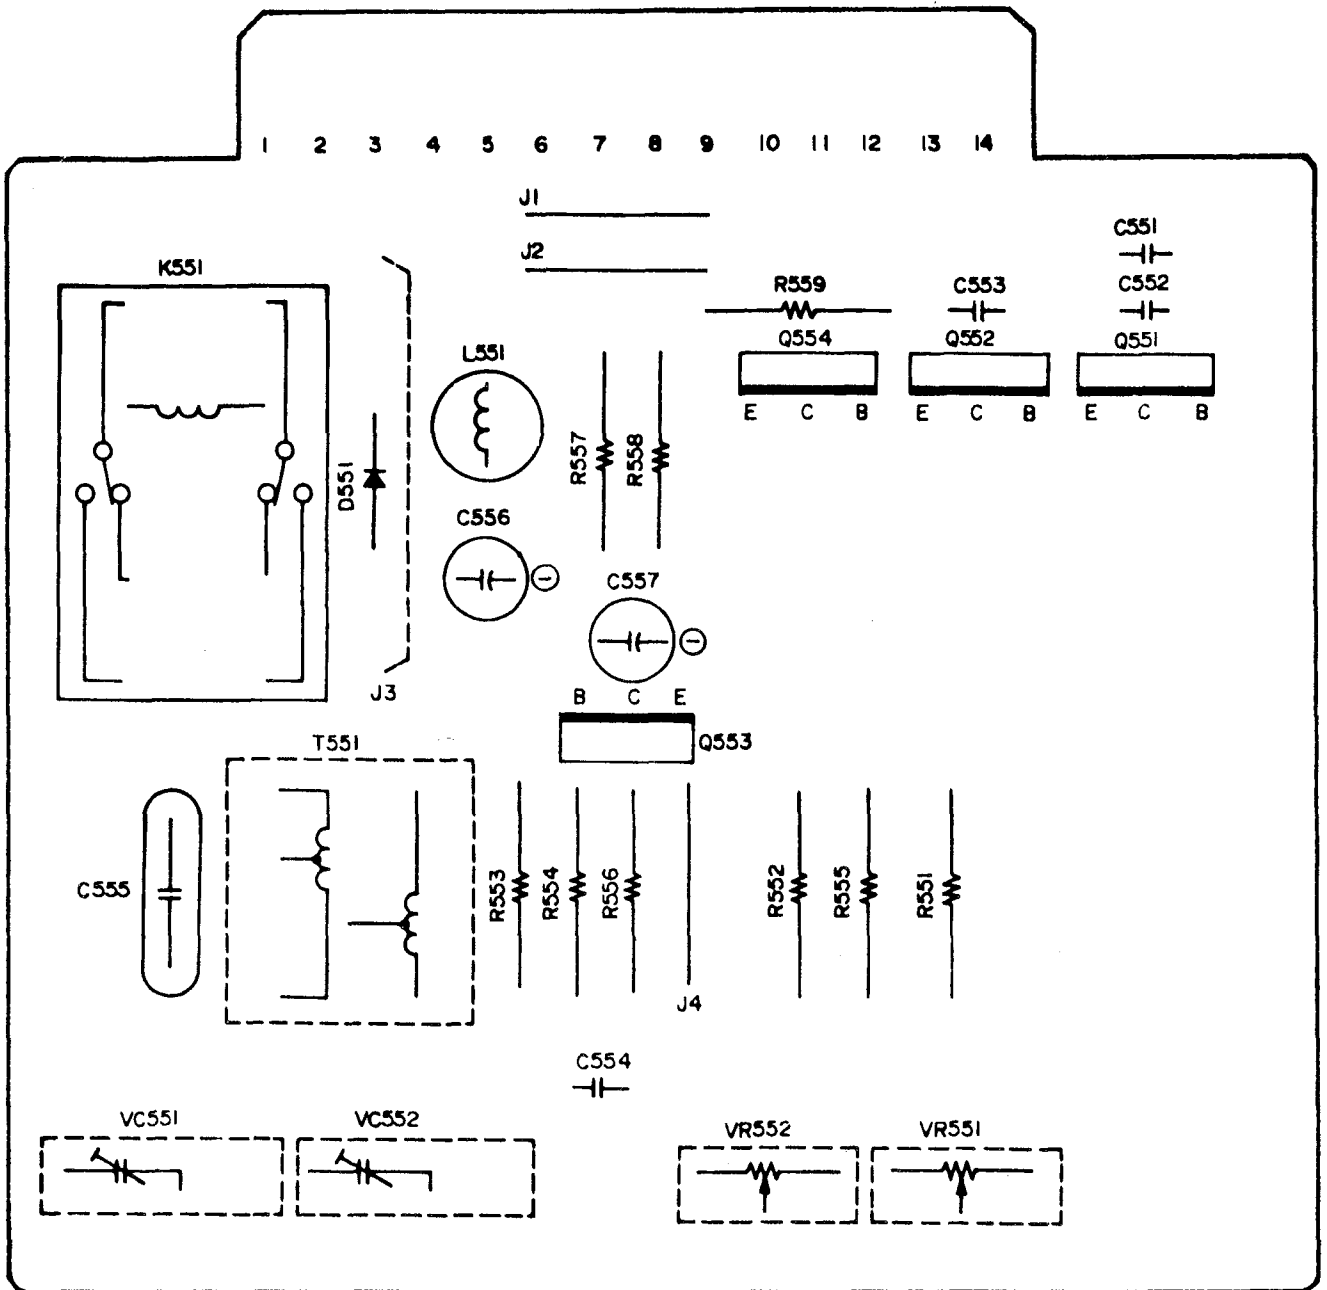 1 2 3 4 5 6 7 8 9 10 11 12 13 14
J1
J2
C551
K551
R559
C553
C552
Q554
Q552
Q551
L551
E C B
E C B
E C B
D551
R557
R558
C556
−
C557
−
J3
B C E
Q553
T551
C555
R553
R554
R556
R552
R555
R551
J4
C554
VC551
VC552
VR552
VR551